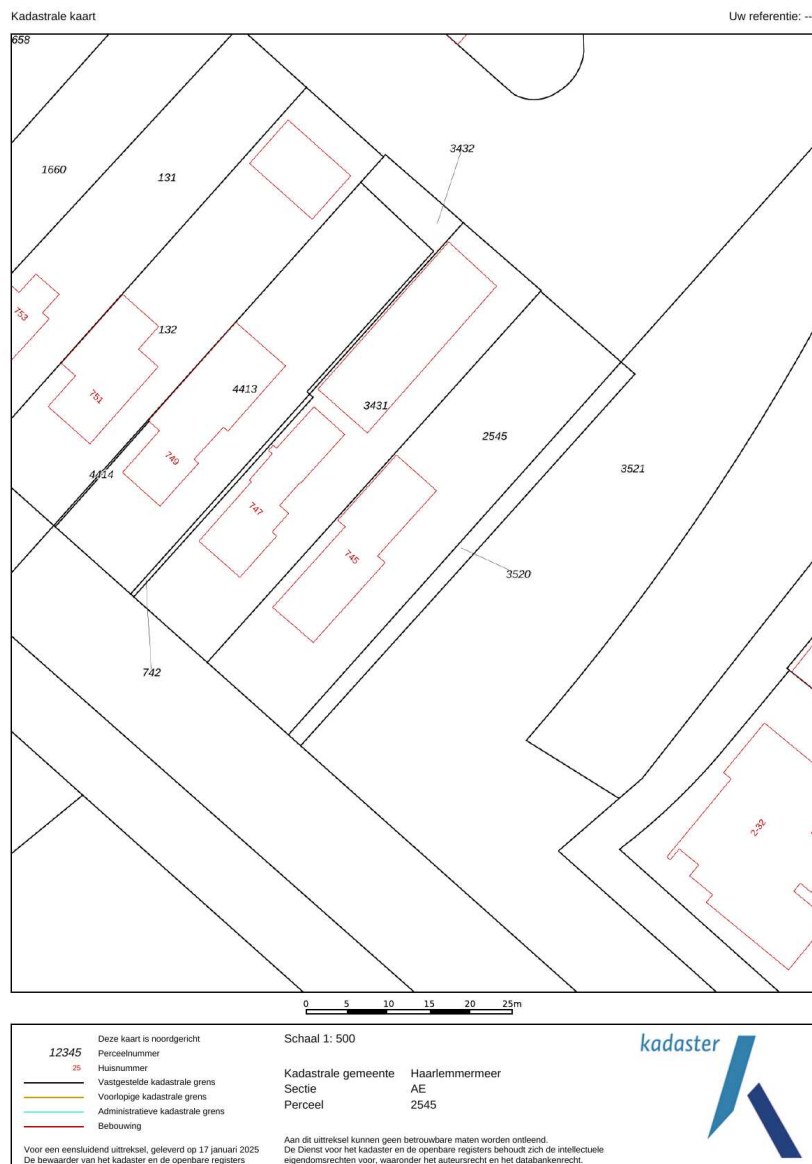 Kadastrale kaart
Uw referentie: --
658
3432
1660
131
753
132
4413
751
3431
2545
749
4414
3521
747
745
3520
742
2-32
0 5 10 15 20 25m
Deze kaart is noordgericht
12345 Perceelnummer
25 Huisnummer
Vastgestelde kadastrale grens
Voorlopige kadastrale grens
Administratieve kadastrale grens
Bebouwing
Voor een eensluidend uittreksel, geleverd op 17 januari 2025
De bewaarder van het kadaster en de openbare registers
Schaal 1: 500
Kadastrale gemeente Haarlemmermeer
Sectie AE
Perceel 2545
Aan dit uittreksel kunnen geen betrouwbare maten worden ontleend.
De Dienst voor het kadaster en de openbare registers behoudt zich de intellectuele
eigendomsrechten voor, waaronder het auteursrecht en het databankenrecht.
kadaster